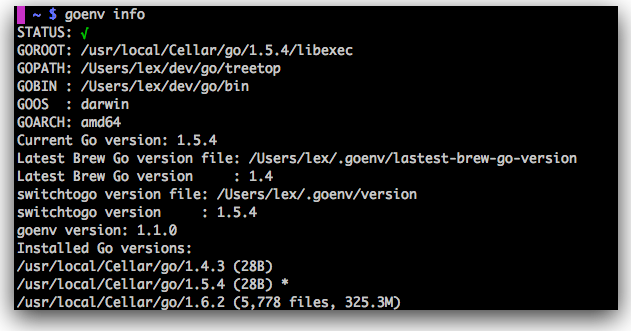 ~ $ goenv info
STATUS: √
GOROOT: /usr/local/Cellar/go/1.5.4/libexec
GOPATH: /Users/lex/dev/go/treetop
GOBIN : /Users/lex/dev/go/bin
GOOS  : darwin
GOARCH: amd64
Current Go version: 1.5.4
Latest Brew Go version file: /Users/lex/.goenv/lastest-brew-go-version
Latest Brew Go version     : 1.4
switchtogo version file: /Users/lex/.goenv/version
switchtogo version     : 1.5.4
goenv version: 1.1.0
Installed Go versions:
/usr/local/Cellar/go/1.4.3 (28B)
/usr/local/Cellar/go/1.5.4 (28B) *
/usr/local/Cellar/go/1.6.2 (5,778 files, 325.3M)